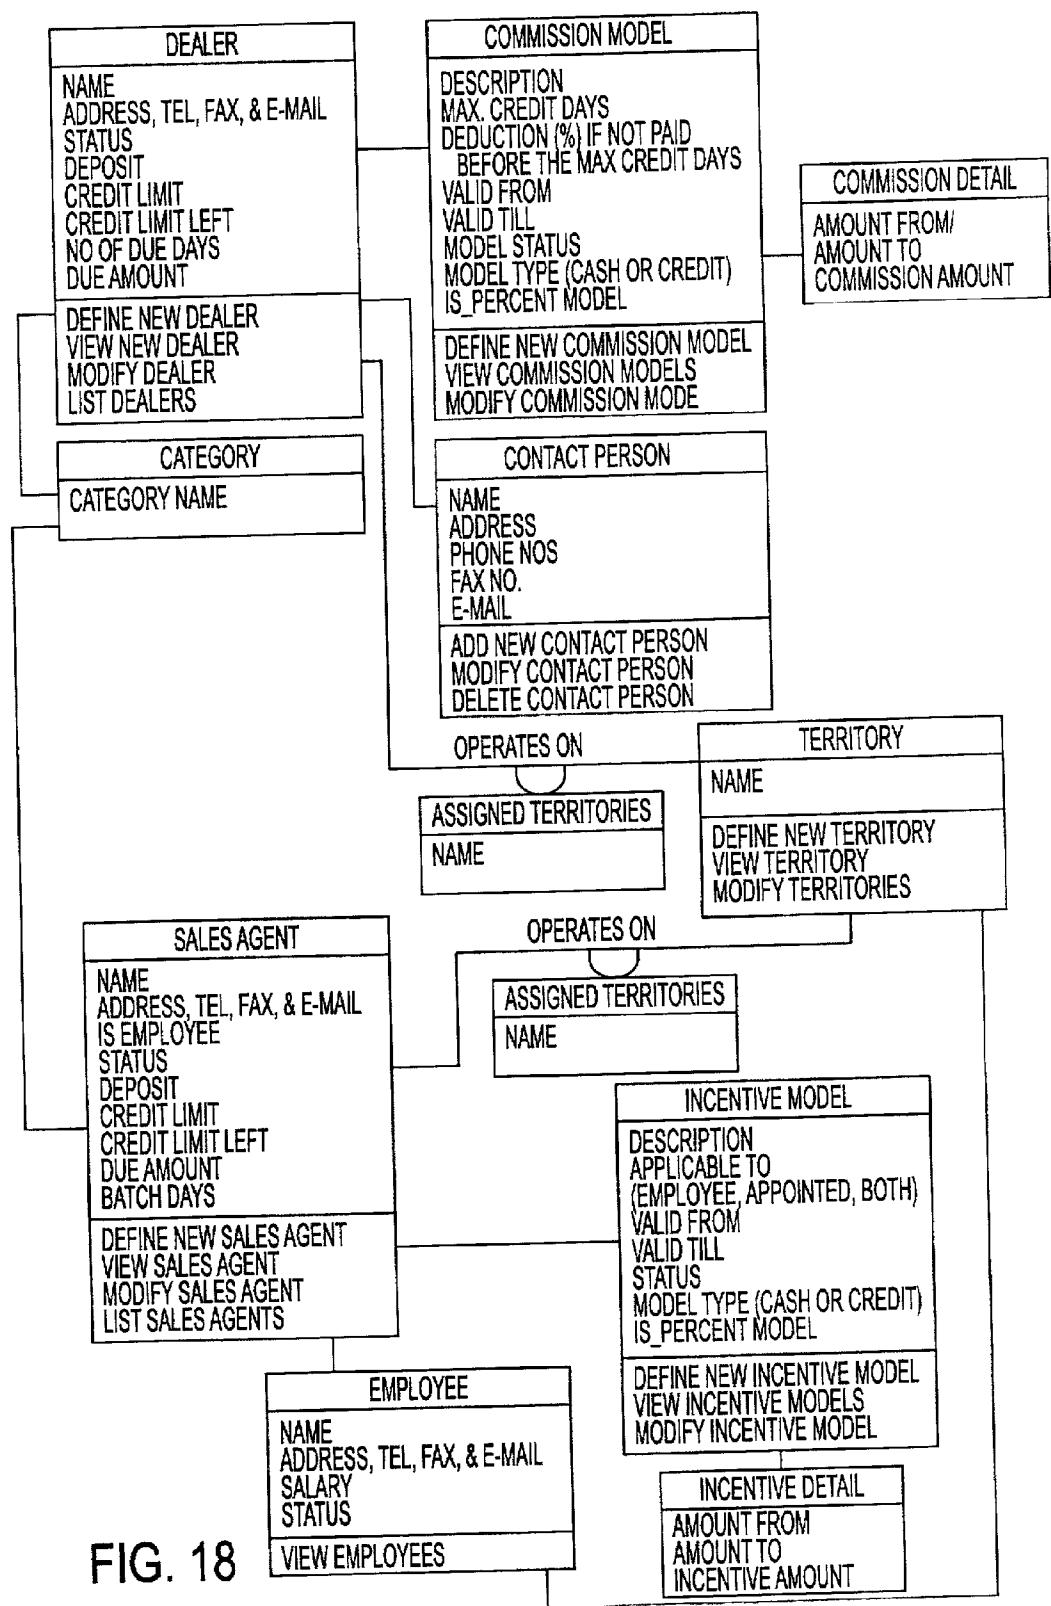 DEALER
NAME
ADDRESS, TEL, FAX, & E-MAIL
STATUS
DEPOSIT
CREDIT LIMIT
CREDIT LIMIT LEFT
NO OF DUE DAYS
DUE AMOUNT
DEFINE NEW DEALER
VIEW NEW DEALER
MODIFY DEALER
LIST DEALERS
COMMISSION MODEL
DESCRIPTION
MAX. CREDIT DAYS
DEDUCTION (%) IF NOT PAID
BEFORE THE MAX CREDIT DAYS
VALID FROM
VALID TILL
MODEL STATUS
MODEL TYPE (CASH OR CREDIT)
IS_PERCENT MODEL
DEFINE NEW COMMISSION MODEL
VIEW COMMISSION MODELS
MODIFY COMMISSION MODE
COMMISSION DETAIL
AMOUNT FROM/
AMOUNT TO
COMMISSION AMOUNT
CATEGORY
CATEGORY NAME
CONTACT PERSON
NAME
ADDRESS
PHONE NOS
FAX NO.
E-MAIL
ADD NEW CONTACT PERSON
MODIFY CONTACT PERSON
DELETE CONTACT PERSON
OPERATES ON
ASSIGNED TERRITORIES
NAME
TERRITORY
NAME
DEFINE NEW TERRITORY
VIEW TERRITORY
MODIFY TERRITORIES
OPERATES ON
ASSIGNED TERRITORIES
NAME
SALES AGENT
NAME
ADDRESS, TEL, FAX, & E-MAIL
IS EMPLOYEE
STATUS
DEPOSIT
CREDIT LIMIT
CREDIT LIMIT LEFT
DUE AMOUNT
BATCH DAYS
DEFINE NEW SALES AGENT
VIEW SALES AGENT
MODIFY SALES AGENT
LIST SALES AGENTS
INCENTIVE MODEL
DESCRIPTION
APPLICABLE TO
(EMPLOYEE, APPOINTED, BOTH)
VALID FROM
VALID TILL
STATUS
MODEL TYPE (CASH OR CREDIT)
IS_PERCENT MODEL
DEFINE NEW INCENTIVE MODEL
VIEW INCENTIVE MODELS
MODIFY INCENTIVE MODEL
EMPLOYEE
NAME
ADDRESS, TEL, FAX, & E-MAIL
SALARY
STATUS
VIEW EMPLOYEES
INCENTIVE DETAIL
AMOUNT FROM
AMOUNT TO
INCENTIVE AMOUNT
FIG. 18